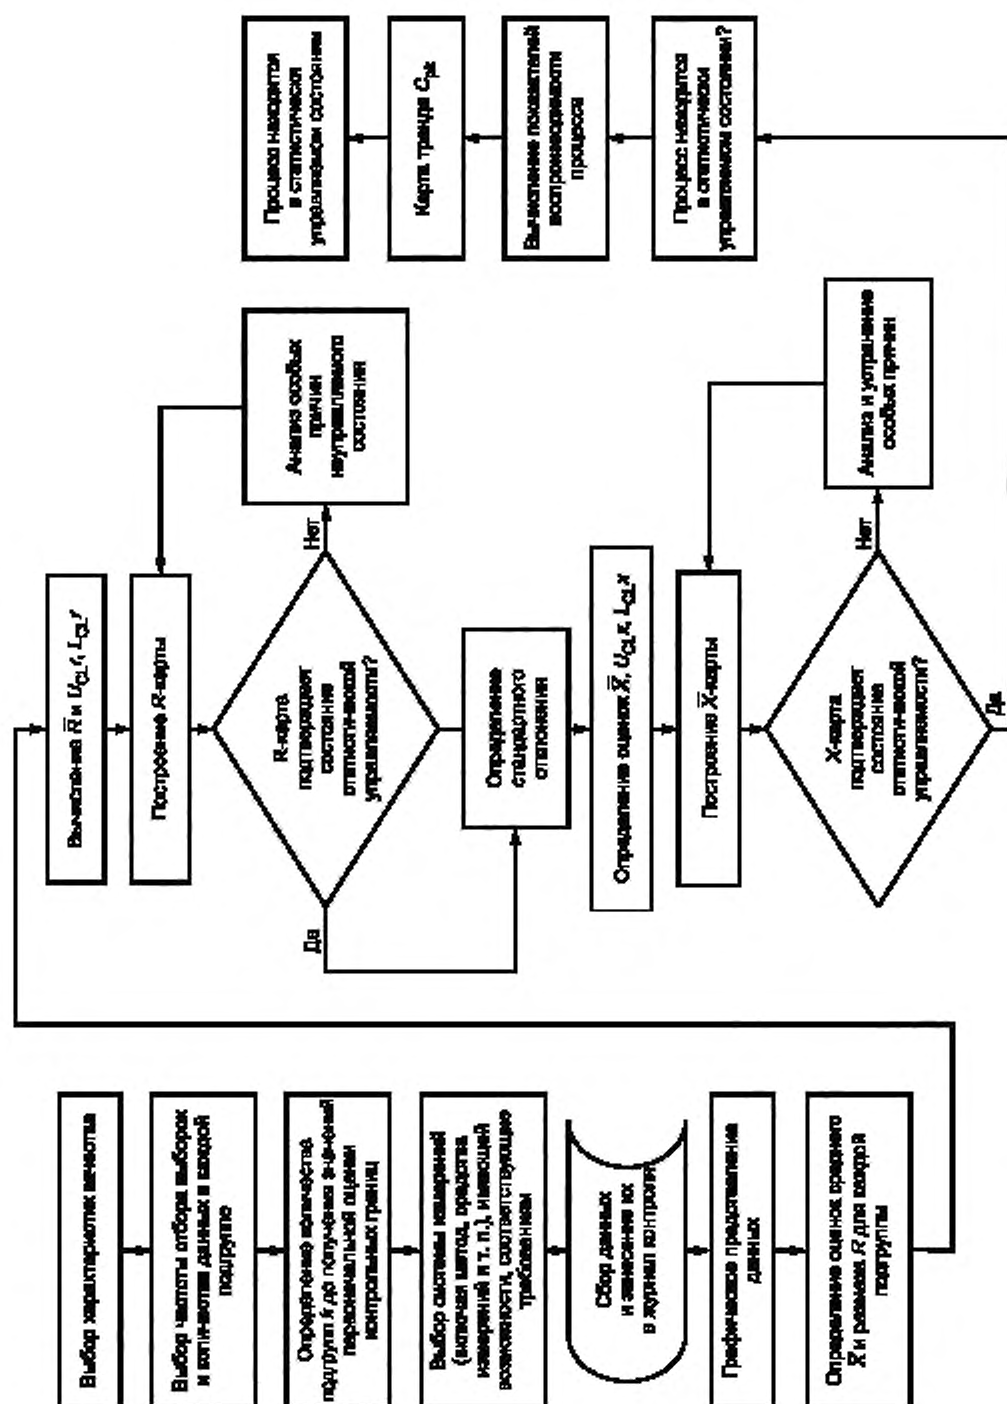 Выбор характеристик качества
Выбор частоты отбора выборок
и количества данных в каждой
подгруппе
Определение количества
подгрупп k до получения значений
первоначальной оценки
контрольных границ
Выбор системы измерений
(включая метод, средства
измерений и т. п.), имеющей
возможности, соответствующие
требованиям
Сбор данных
и занесение их
в журнал контроля
Графическое представление
данных
Определение оценок среднего
X̅ и размаха R для каждой
подгруппы
Вычисление R̅ и U_CL r, L_CL r
Построение R-карты
R-карта
подтверждает
состояние
статистической
управляемости?
Нет
Анализ особых
причин
неуправляемого
состояния
Да
Определение
стандартного
отклонения
Определение оценок X̿, U_CL x, L_CL x
Построение X̅-карты
X-карта
подтверждает
состояние
статистической
управляемости?
Нет
Анализ и устранение
особых причин
Да
Процесс находится
в статистически
управляемом состоянии?
Вычисление показателей
воспроизводимости
процесса
Карта тренда C_pk
Процесс находится
в статистически
управляемом состоянии